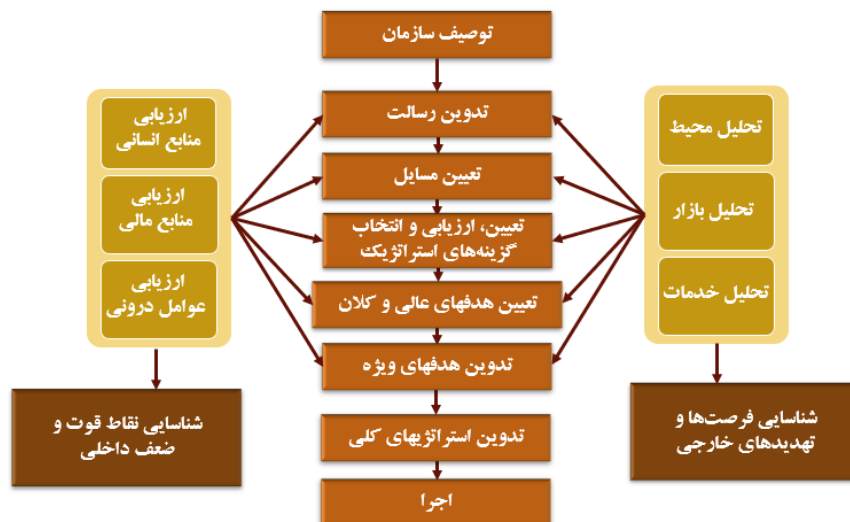 توصیف سازمان
تدوین رسالت
تعیین مسایل
تعیین، ارزیابی و انتخاب
گزینه‌های استراتژیک
تعیین هدفهای عالی و کلان
تدوین هدفهای ویژه
تدوین استراتژیهای کلی
اجرا
تحلیل محیط
تحلیل بازار
تحلیل خدمات
شناسایی فرصت‌ها و
تهدیدهای خارجی
ارزیابی
منابع انسانی
ارزیابی
منابع مالی
ارزیابی
عوامل درونی
شناسایی نقاط قوت و
ضعف داخلی